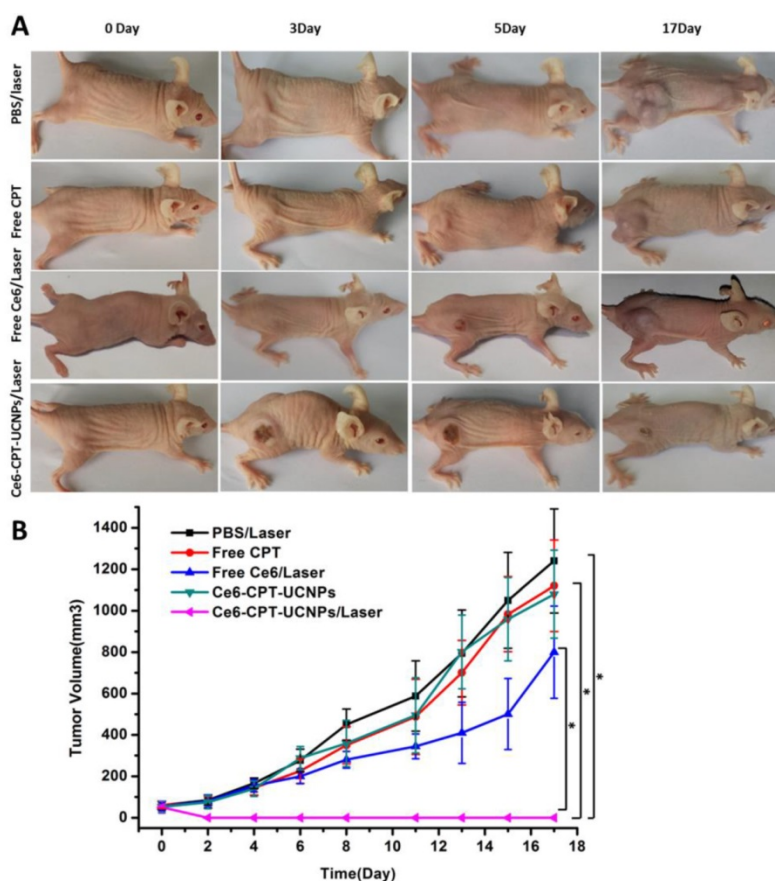 A
0 Day 3Day 5Day 17Day
PBS/laser
Free CPT
Free Ce6/Laser
Ce6-CPT-UCNPs/Laser
B
PBS/Laser
Free CPT
Free Ce6/Laser
Ce6-CPT-UCNPs
Ce6-CPT-UCNPs/Laser
Tumor Volume(mm3)
1400
1200
1000
800
600
400
200
0
* * *
0 2 4 6 8 10 12 14 16 18
Time(Day)